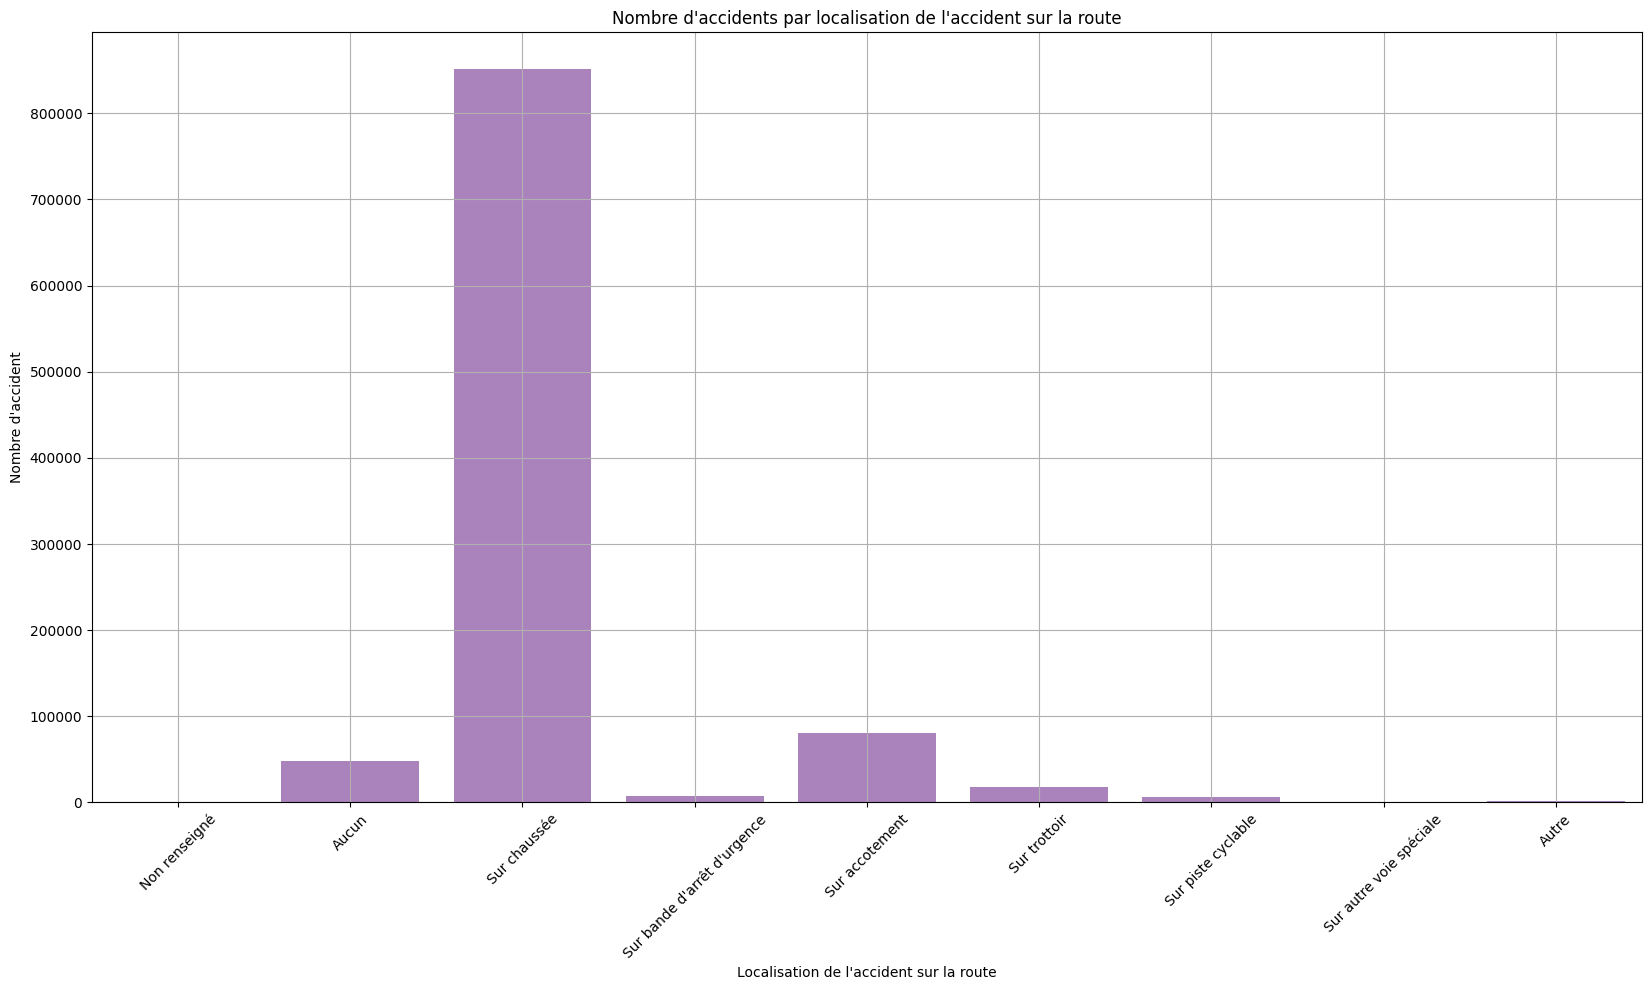 Nombre d'accidents par localisation de l'accident sur la route
800000
700000
600000
500000
400000
300000
200000
100000
0
Nombre d'accident
Non renseigné
Aucun
Sur chaussée
Sur bande d'arrêt d'urgence
Sur accotement
Sur trottoir
Sur piste cyclable
Sur autre voie spéciale
Autre
Localisation de l'accident sur la route